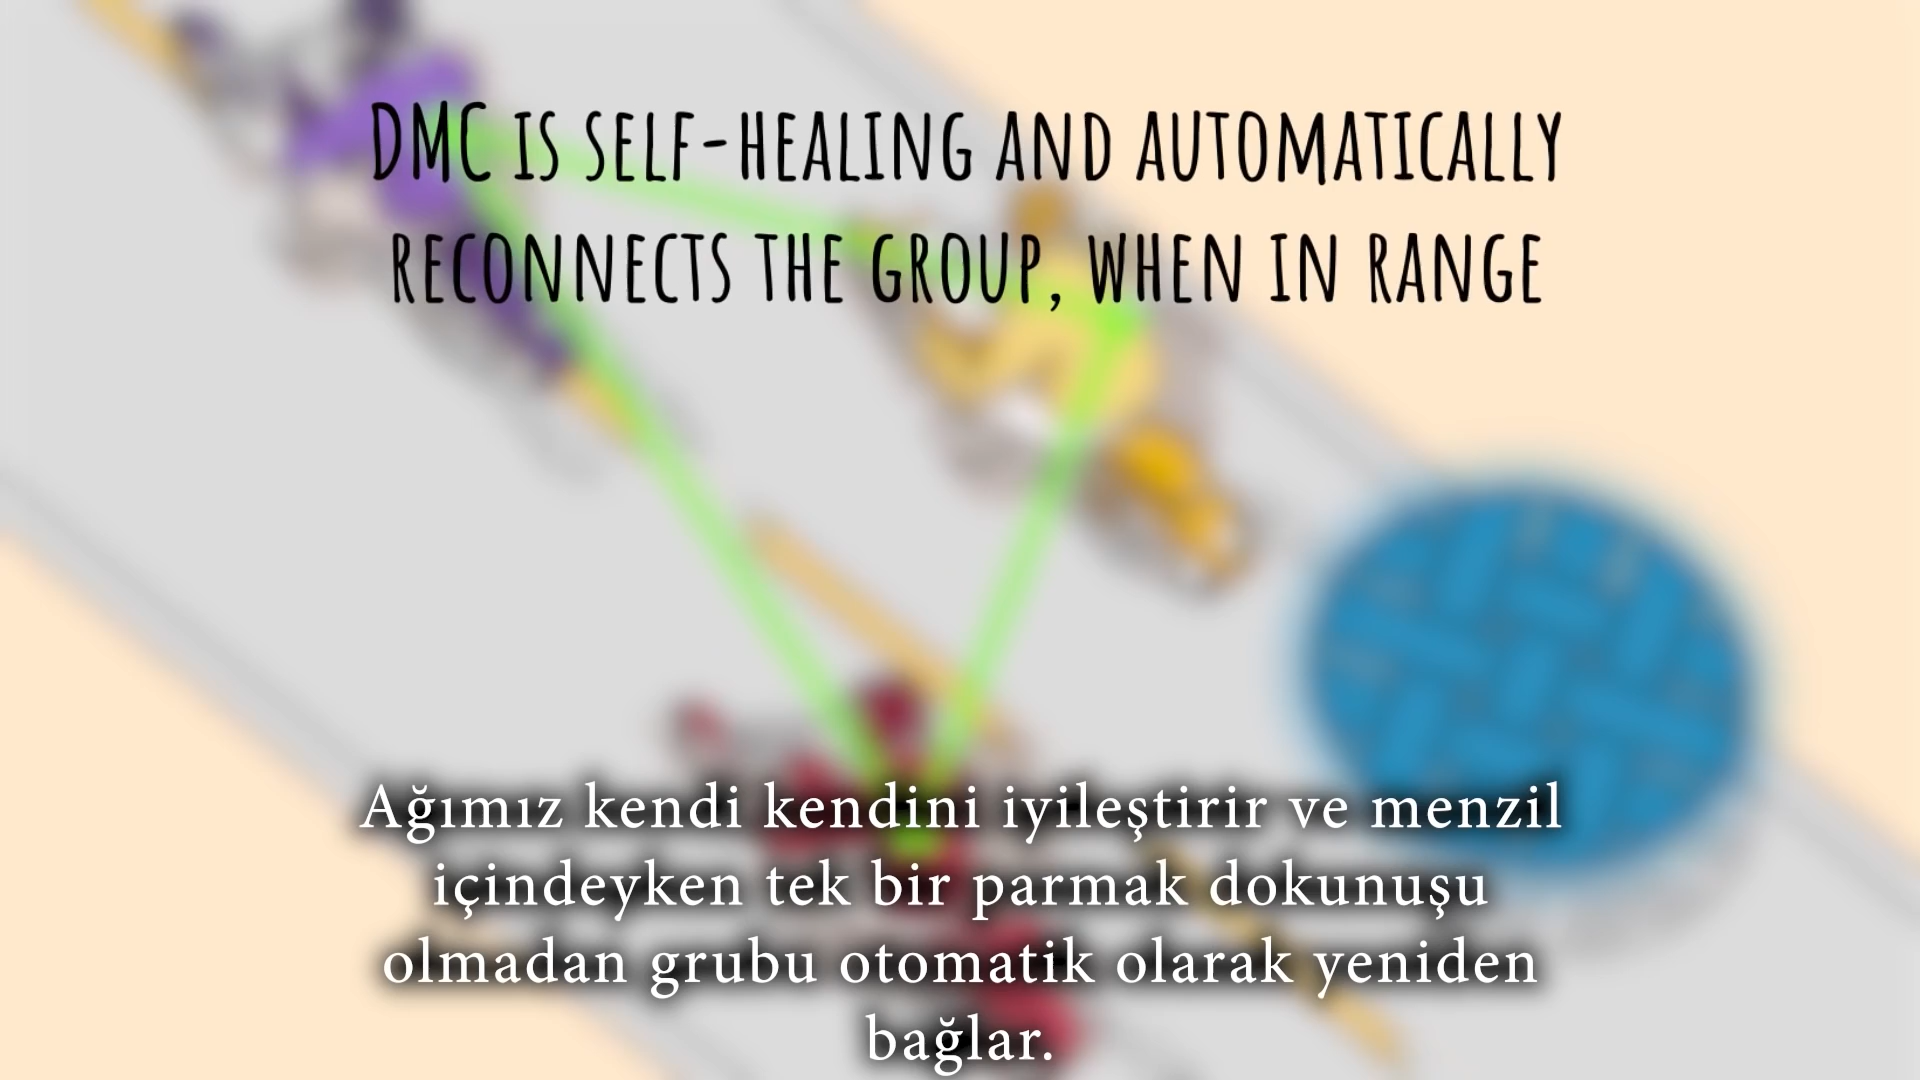 DMC IS SELF-HEALING AND AUTOMATICALLY
RECONNECTS THE GROUP, WHEN IN RANGE
Ağımız kendi kendini iyileştirir ve menzil
içindeyken tek bir parmak dokunuşu
olmadan grubu otomatik olarak yeniden
bağlar.